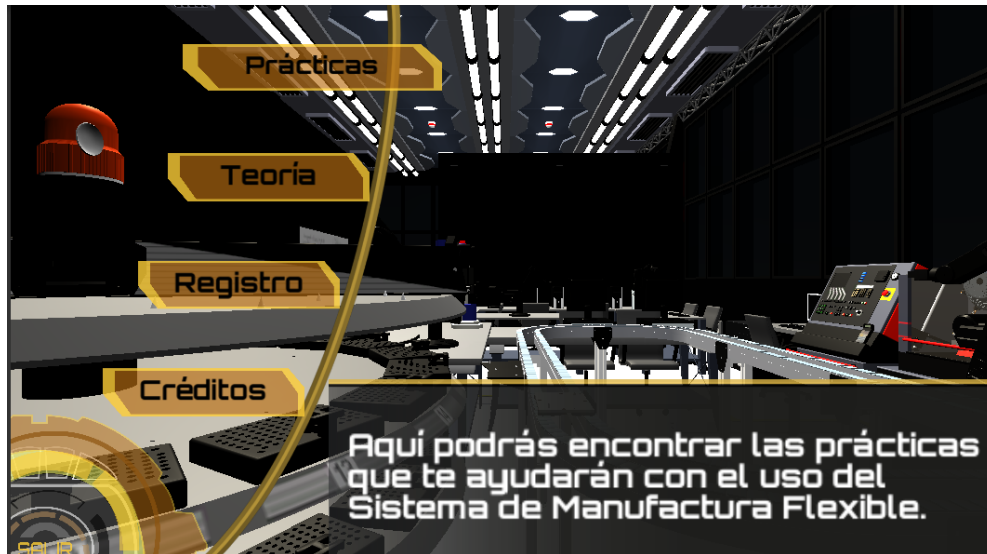 Prácticas
Teoría
Registro
Créditos
Aquí podrás encontrar las prácticas
que te ayudarán con el uso del
Sistema de Manufactura Flexible.
SALIR